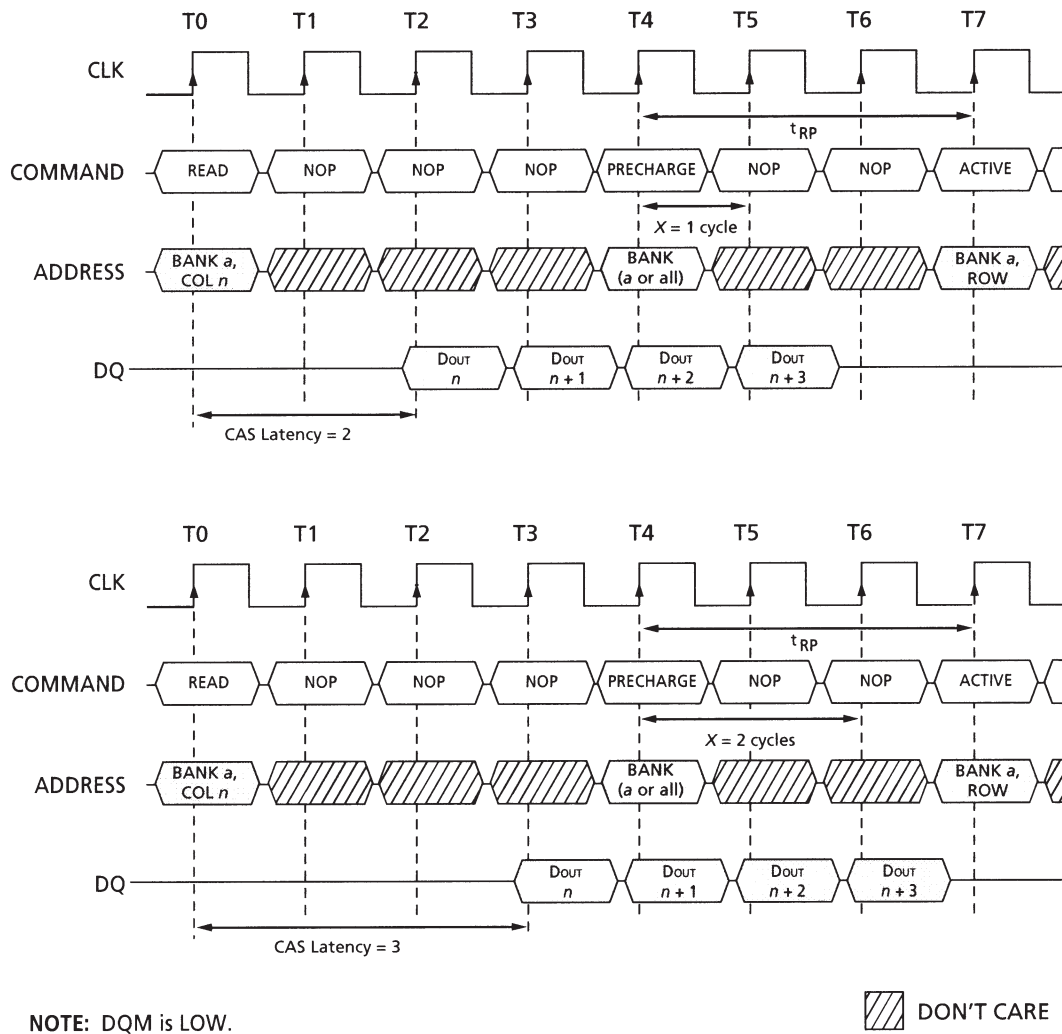 T0 T1 T2 T3 T4 T5 T6 T7
CLK
tRP
COMMAND READ NOP NOP NOP PRECHARGE NOP NOP ACTIVE
X = 1 cycle
ADDRESS BANK a, COL n BANK (a or all) BANK a, ROW
DQ DOUT n DOUT n + 1 DOUT n + 2 DOUT n + 3
CAS Latency = 2
T0 T1 T2 T3 T4 T5 T6 T7
CLK
tRP
COMMAND READ NOP NOP NOP PRECHARGE NOP NOP ACTIVE
X = 2 cycles
ADDRESS BANK a, COL n BANK (a or all) BANK a, ROW
DQ DOUT n DOUT n + 1 DOUT n + 2 DOUT n + 3
CAS Latency = 3
NOTE: DQM is LOW.
DON'T CARE